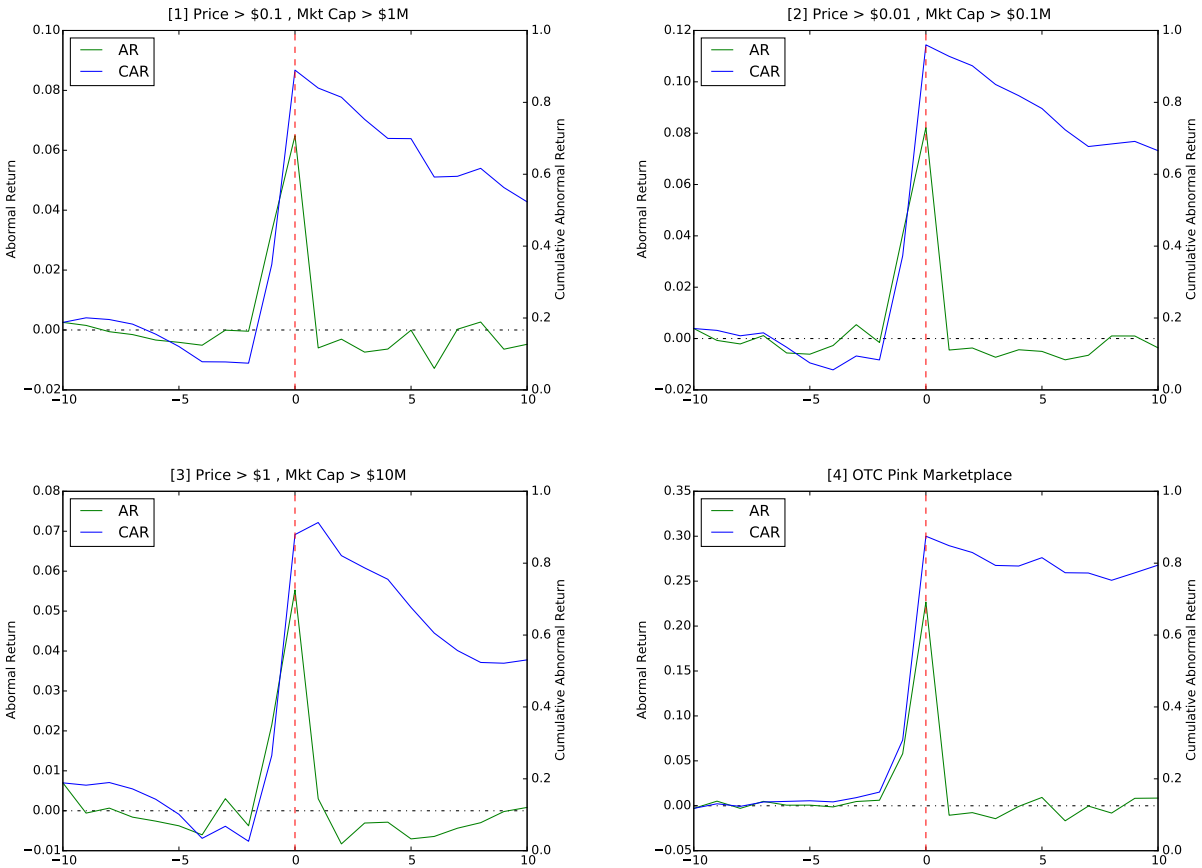 [1] Price > $0.1 , Mkt Cap > $1M
0.10
0.08
0.06
0.04
0.02
0.00
−0.02
Abormal Return
AR
CAR
1.0
0.8
0.6
0.4
0.2
0.0
Cumulative Abnormal Return
−10 −5 0 5 10
[2] Price > $0.01 , Mkt Cap > $0.1M
0.12
0.10
0.08
0.06
0.04
0.02
0.00
−0.02
Abormal Return
AR
CAR
1.0
0.8
0.6
0.4
0.2
0.0
Cumulative Abnormal Return
−10 −5 0 5 10
[3] Price > $1 , Mkt Cap > $10M
0.08
0.07
0.06
0.05
0.04
0.03
0.02
0.01
0.00
−0.01
Abormal Return
AR
CAR
1.0
0.8
0.6
0.4
0.2
0.0
Cumulative Abnormal Return
−10 −5 0 5 10
[4] OTC Pink Marketplace
0.35
0.30
0.25
0.20
0.15
0.10
0.05
0.00
−0.05
Abormal Return
AR
CAR
1.0
0.8
0.6
0.4
0.2
0.0
Cumulative Abnormal Return
−10 −5 0 5 10